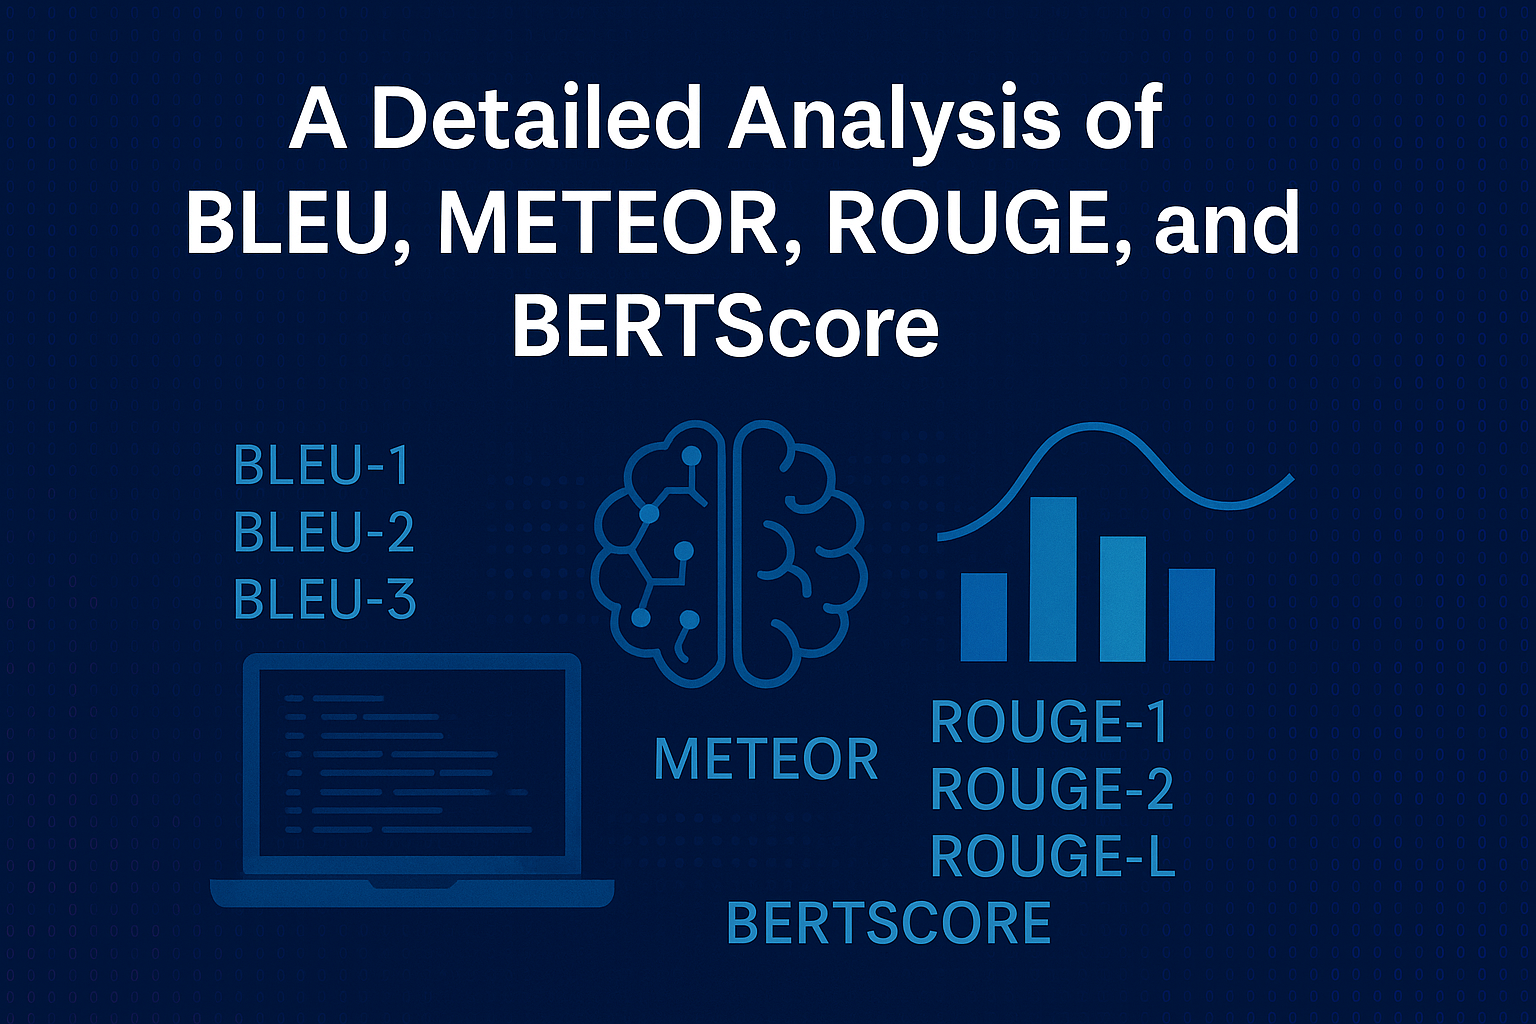 A Detailed Analysis of
BLEU, METEOR, ROUGE, and
BERTScore
BLEU-1
BLEU-2
BLEU-3
METEOR
ROUGE-1
ROUGE-2
ROUGE-L
BERTSCORE